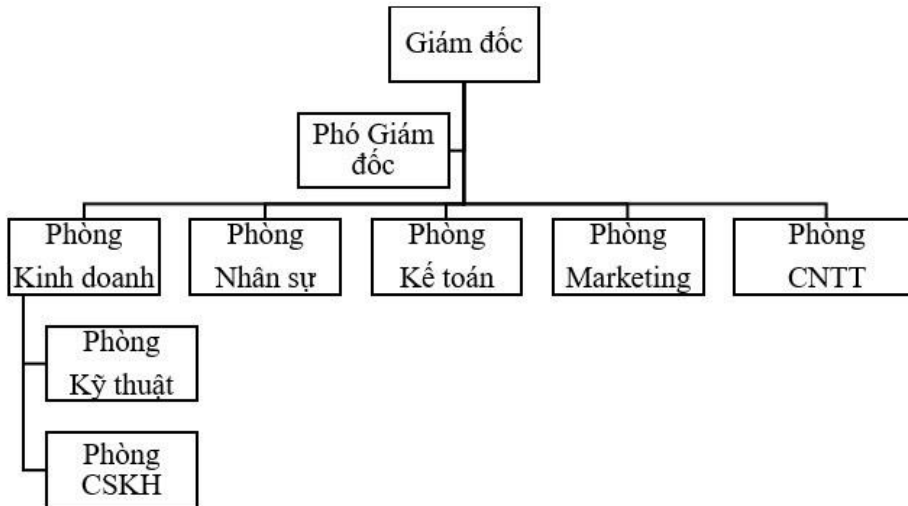 Giám đốc
Phó Giám
đốc
Phòng
Kinh doanh
Phòng
Nhân sự
Phòng
Kế toán
Phòng
Marketing
Phòng
CNTT
Phòng
Kỹ thuật
Phòng
CSKH